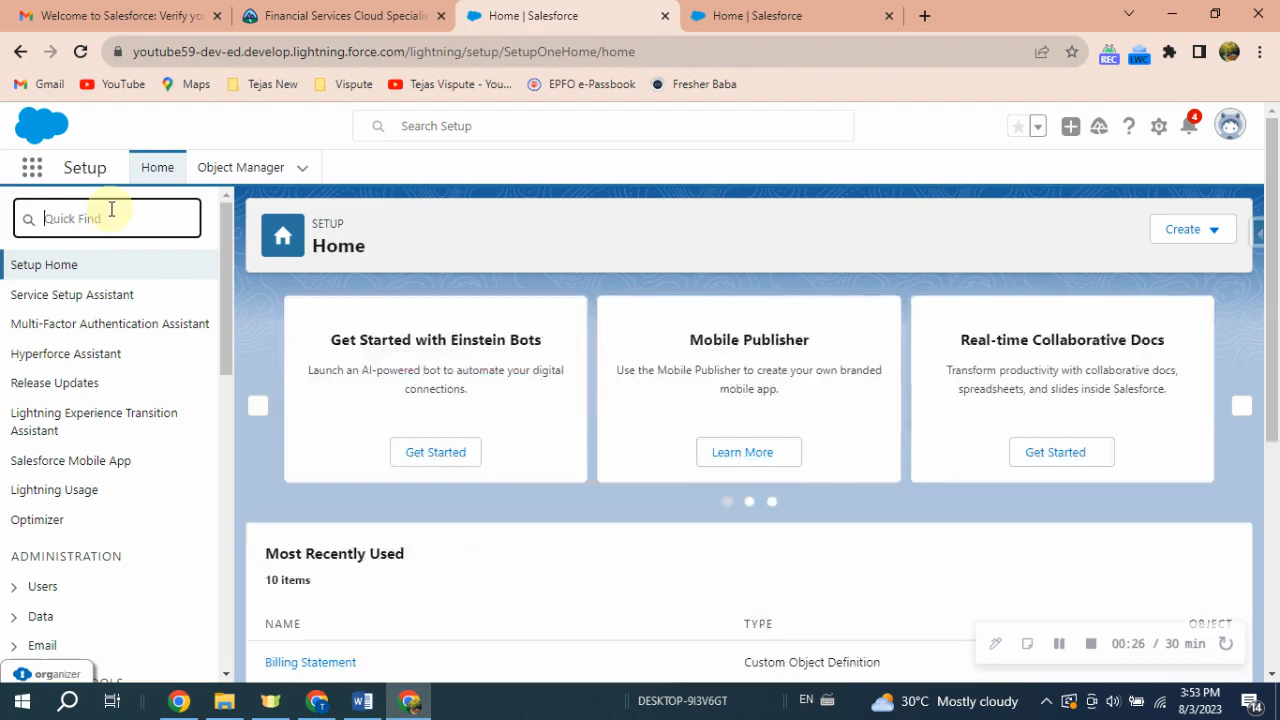 Welcome to Salesforce: Verify yo
Financial Services Cloud Specialis
Home | Salesforce
Home | Salesforce
youtube59-dev-ed.develop.lightning.force.com/lightning/setup/SetupOneHome/home
REC
LWC
Gmail
YouTube
Maps
Tejas New
Vispute
Tejas Vispute - You...
EPFO e-Passbook
Fresher Baba
Search Setup
4
Setup
Home
Object Manager
Quick Find
Setup Home
Service Setup Assistant
Multi-Factor Authentication Assistant
Hyperforce Assistant
Release Updates
Lightning Experience Transition
Assistant
Salesforce Mobile App
Lightning Usage
Optimizer
ADMINISTRATION
Users
Data
Email
organizer
SETUP
Home
Create
Get Started with Einstein Bots
Launch an AI-powered bot to automate your digital
connections.
Get Started
Mobile Publisher
Use the Mobile Publisher to create your own branded
mobile app.
Learn More
Real-time Collaborative Docs
Transform productivity with collaborative docs,
spreadsheets, and slides inside Salesforce.
Get Started
Most Recently Used
10 items
NAME
TYPE
OBJECT
Billing Statement
Custom Object Definition
00:26 / 30 min
DESKTOP-9I3V6GT
EN
30°C Mostly cloudy
3:53 PM
8/3/2023
14